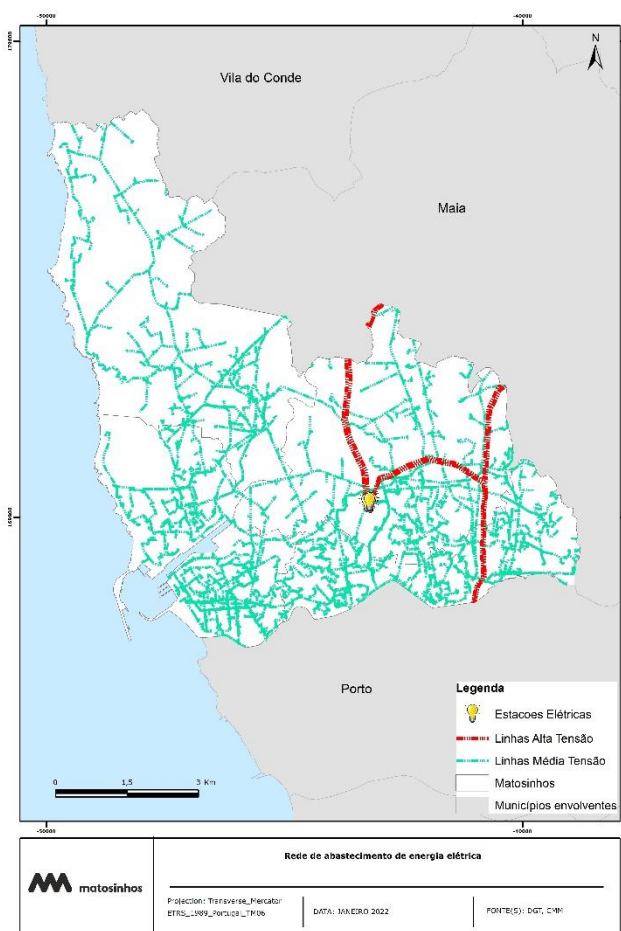 -50000
-40000
170000
N
Vila do Conde
Maia
Porto
Legenda
Estacoes Elétricas
Linhas Alta Tensão
Linhas Média Tensão
Matosinhos
Municípios envolventes
0 1,5 3 Km
-50000
-40000
Rede de abastecimento de energia elétrica
matosinhos
Projection: Transverse_Mercator
ETRS_1989_Portugal_TM06
DATA: JANEIRO 2022
FONTE(S): DGT, CMM